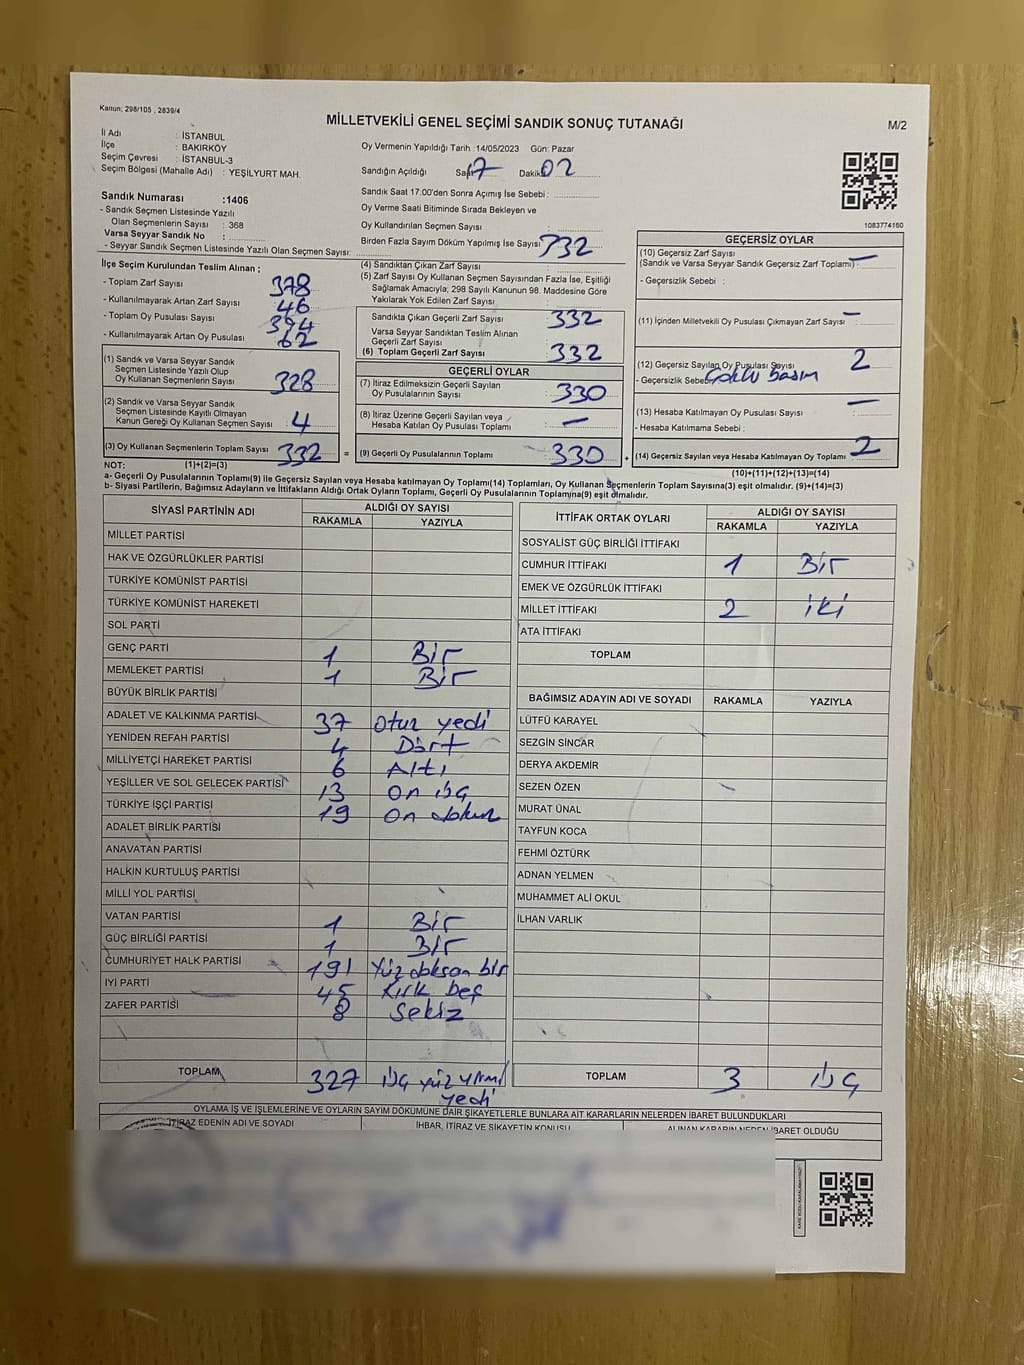 Kanun; 298/105 , 2839/4
MİLLETVEKİLİ GENEL SEÇİMİ SANDIK SONUÇ TUTANAĞI
M/2
İl Adı : İSTANBUL
İlçe : BAKIRKÖY
Seçim Çevresi : İSTANBUL-3
Seçim Bölgesi (Mahalle Adı) : YEŞİLYURT MAH.
Sandık Numarası :1406
- Sandık Seçmen Listesinde Yazılı
Olan Seçmenlerin Sayısı : 368
Varsa Seyyar Sandık No :
- Seyyar Sandık Seçmen Listesinde Yazılı Olan Seçmen Sayısı:
Oy Vermenin Yapıldığı Tarih : 14/05/2023 Gün: Pazar
Sandığın Açıldığı Saat 17 Dakika 02
Sandık Saat 17:00'den Sonra Açımış İse Sebebi :
Oy Verme Saati Bitiminde Sırada Bekleyen ve
Oy Kullandırılan Seçmen Sayısı :
Birden Fazla Sayım Döküm Yapılmış İse Sayısı 332
1083774160
İlçe Seçim Kurulundan Teslim Alınan ;
- Toplam Zarf Sayısı : 378
- Kullanılmayarak Artan Zarf Sayısı : 46
- Toplam Oy Pusulası Sayısı : 394
- Kullanılmayarak Artan Oy Pusulası : 62
(1) Sandık ve Varsa Seyyar Sandık
Seçmen Listesinde Yazılı Olup
Oy Kullanan Seçmenlerin Sayısı : 328
(2) Sandık ve Varsa Seyyar Sandık
Seçmen Listesinde Kayıtlı Olmayan
Kanun Gereği Oy Kullanan Seçmen Sayısı : 4
(3) Oy Kullanan Seçmenlerin Toplam Sayısı : 332 =
(4) Sandıktan Çıkan Zarf Sayısı :
(5) Zarf Sayısı Oy Kullanan Seçmen Sayısından Fazla İse, Eşitliği
Sağlamak Amacıyla; 298 Sayılı Kanunun 98. Maddesine Göre
Yakılarak Yok Edilen Zarf Sayısı :
Sandıkta Çıkan Geçerli Zarf Sayısı : 332
Varsa Seyyar Sandıktan Teslim Alınan
Geçerli Zarf Sayısı :
(6) Toplam Geçerli Zarf Sayısı : 332
GEÇERLİ OYLAR
(7) İtiraz Edilmeksizin Geçerli Sayılan
Oy Pusulalarının Sayısı : 330
(8) İtiraz Üzerine Geçerli Sayılan veya
Hesaba Katılan Oy Pusulası Toplamı : —
(9) Geçerli Oy Pusulalarının Toplamı : 330 +
GEÇERSİZ OYLAR
(10) Geçersiz Zarf Sayısı
(Sandık ve Varsa Seyyar Sandık Geçersiz Zarf Toplamı) : —
- Geçersizlik Sebebi :
(11) İçinden Milletvekili Oy Pusulası Çıkmayan Zarf Sayısı : —
(12) Geçersiz Sayılan Oy Pusulası Sayısı 2
- Geçersizlik Sebebi : Çoklu basım
(13) Hesaba Katılmayan Oy Pusulası Sayısı : —
- Hesaba Katılmama Sebebi :
(14) Geçersiz Sayılan veya Hesaba Katılmayan Oy Toplamı : 2
NOT: (1)+(2)=(3)
(10)+(11)+(12)+(13)=(14)
a- Geçerli Oy Pusulalarının Toplamı(9) ile Geçersiz Sayılan veya Hesaba katılmayan Oy Toplamı(14) Toplamları, Oy Kullanan Seçmenlerin Toplam Sayısına(3) eşit olmalıdır. (9)+(14)=(3)
b- Siyasi Partilerin, Bağımsız Adayların ve İttifakların Aldığı Ortak Oyların Toplamı, Geçerli Oy Pusulalarının Toplamına(9) eşit olmalıdır.
SİYASİ PARTİNİN ADI ALDIĞI OY SAYISI
RAKAMLA YAZIYLA
MİLLET PARTİSİ
HAK VE ÖZGÜRLÜKLER PARTİSİ
TÜRKİYE KOMÜNİST PARTİSİ
TÜRKİYE KOMÜNİST HAREKETİ
SOL PARTİ
GENÇ PARTİ 1 Bir
MEMLEKET PARTİSİ 1 Bir
BÜYÜK BİRLİK PARTİSİ
ADALET VE KALKINMA PARTİSİ 37 otuz yedi
YENİDEN REFAH PARTİSİ 4 Dört
MİLLİYETÇİ HAREKET PARTİSİ 6 Altı
YEŞİLLER VE SOL GELECEK PARTİSİ 13 on üç
TÜRKİYE İŞÇİ PARTİSİ 19 on dokuz
ADALET BİRLİK PARTİSİ
ANAVATAN PARTİSİ
HALKIN KURTULUŞ PARTİSİ
MİLLİ YOL PARTİSİ
VATAN PARTİSİ 1 Bir
GÜÇ BİRLİĞİ PARTİSİ 1 Bir
CUMHURİYET HALK PARTİSİ 191 Yüz doksan bir
İYİ PARTİ 45 Kırk beş
ZAFER PARTİSİ 8 Sekiz
TOPLAM 327 üç yüz yirmi
yedi
İTTİFAK ORTAK OYLARI ALDIĞI OY SAYISI
RAKAMLA YAZIYLA
SOSYALİST GÜÇ BİRLİĞİ İTTİFAKI
CUMHUR İTTİFAKI 1 Bir
EMEK VE ÖZGÜRLÜK İTTİFAKI
MİLLET İTTİFAKI 2 iki
ATA İTTİFAKI
TOPLAM
BAĞIMSIZ ADAYIN ADI VE SOYADI RAKAMLA YAZIYLA
LÜTFÜ KARAYEL
SEZGİN SİNCAR
DERYA AKDEMİR
SEZEN ÖZEN
MURAT ÜNAL
TAYFUN KOCA
FEHMİ ÖZTÜRK
ADNAN YELMEN
MUHAMMET ALİ OKUL
İLHAN VARLIK
TOPLAM 3 üç
OYLAMA İŞ VE İŞLEMLERİNE VE OYLARIN SAYIM DÖKÜMÜNE DAİR ŞİKAYETLERLE BUNLARA AİT KARARLARIN NELERDEN İBARET BULUNDUKLARI
İTİRAZ EDENİN ADI VE SOYADI
İHBAR, İTİRAZ VE ŞİKAYETİN KONUSU
ALINAN KARARIN NEDEN İBARET OLDUĞU